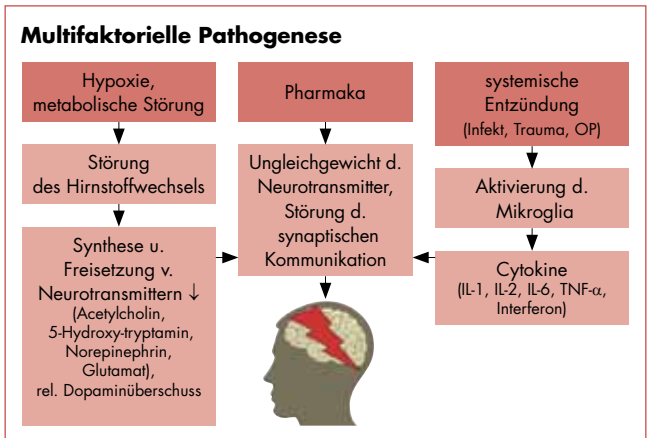 Multifaktorielle Pathogenese
Hypoxie,
metabolische Störung
Störung
des Hirnstoffwechsels
Synthese u.
Freisetzung v.
Neurotransmittern ↓
(Acetylcholin,
5-Hydroxy-tryptamin,
Norepinephrin,
Glutamat),
rel. Dopaminüberschuss
Pharmaka
Ungleichgewicht d.
Neurotransmitter,
Störung d.
synaptischen
Kommunikation
systemische
Entzündung
(Infekt, Trauma, OP)
Aktivierung d.
Mikroglia
Cytokine
(IL-1, IL-2, IL-6, TNF-α,
Interferon)